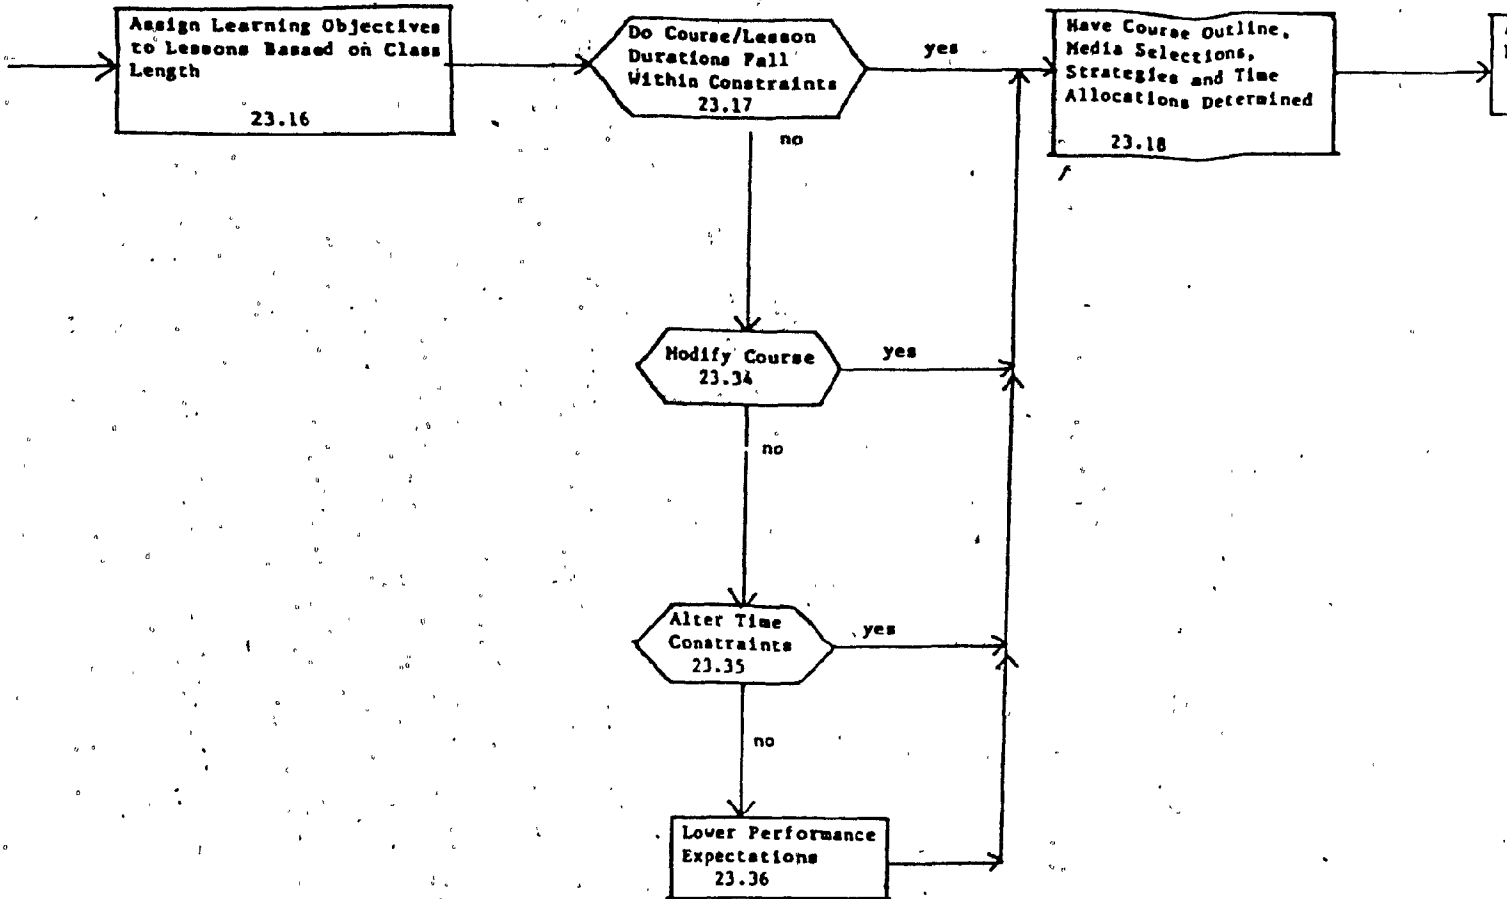 Assign Learning Objectives
to Lessons Bassed on Class
Length
23.16
Do Course/Lesson
Durations Fall
Within Constraints
23.17
yes
no
Have Course Outline,
Media Selections,
Strategies and Time
Allocations Determined
23.18
Modify Course
23.34
yes
no
Alter Time
Constraints
23.35
yes
no
Lower Performance
Expectations
23.36